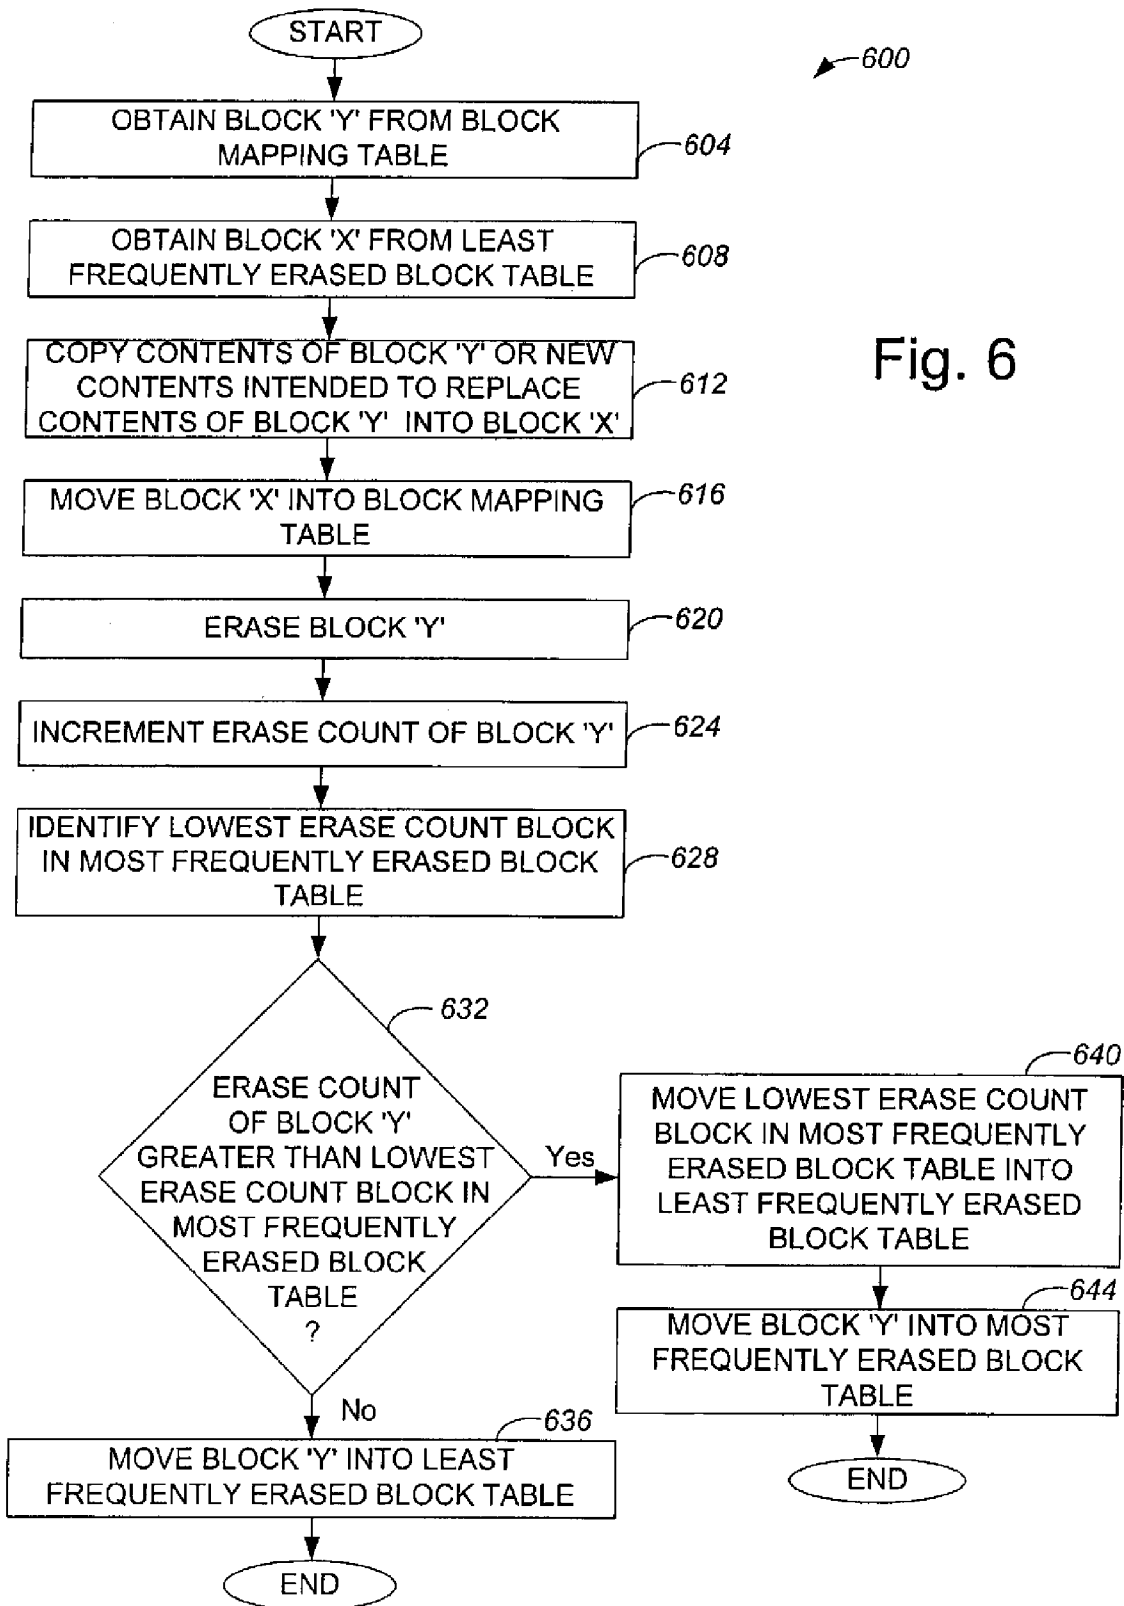 START
600
OBTAIN BLOCK 'Y' FROM BLOCK
MAPPING TABLE
604
OBTAIN BLOCK 'X' FROM LEAST
FREQUENTLY ERASED BLOCK TABLE
608
COPY CONTENTS OF BLOCK 'Y' OR NEW
CONTENTS INTENDED TO REPLACE
CONTENTS OF BLOCK 'Y' INTO BLOCK 'X'
612
Fig. 6
MOVE BLOCK 'X' INTO BLOCK MAPPING
TABLE
616
ERASE BLOCK 'Y'
620
INCREMENT ERASE COUNT OF BLOCK 'Y'
624
IDENTIFY LOWEST ERASE COUNT BLOCK
IN MOST FREQUENTLY ERASED BLOCK
TABLE
628
632
ERASE COUNT
OF BLOCK 'Y'
GREATER THAN LOWEST
ERASE COUNT BLOCK IN
MOST FREQUENTLY
ERASED BLOCK
TABLE
?
Yes
640
MOVE LOWEST ERASE COUNT
BLOCK IN MOST FREQUENTLY
ERASED BLOCK TABLE INTO
LEAST FREQUENTLY ERASED
BLOCK TABLE
644
MOVE BLOCK 'Y' INTO MOST
FREQUENTLY ERASED BLOCK
TABLE
END
No
636
MOVE BLOCK 'Y' INTO LEAST
FREQUENTLY ERASED BLOCK TABLE
END